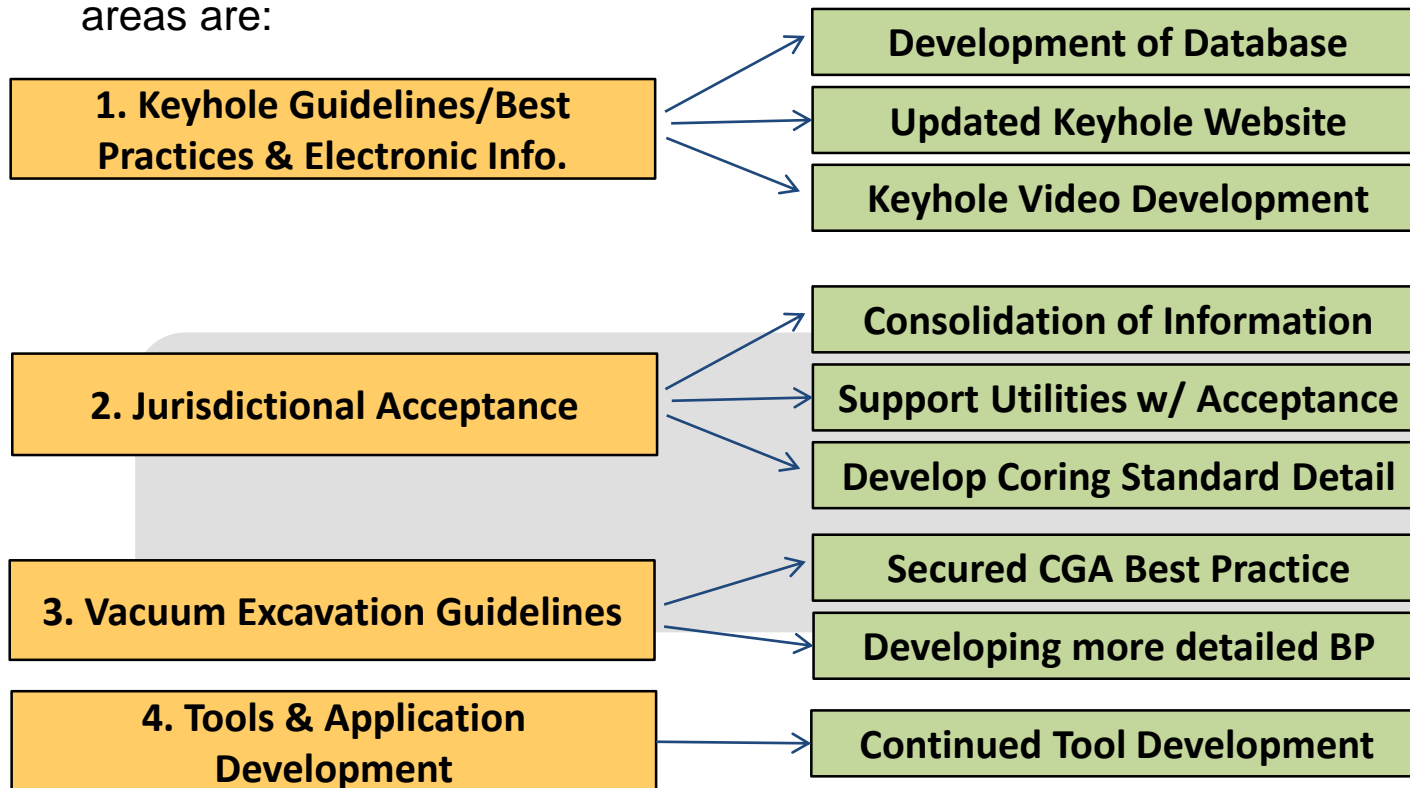 areas are:
1. Keyhole Guidelines/Best
Practices & Electronic Info.
Development of Database
Updated Keyhole Website
Keyhole Video Development
2. Jurisdictional Acceptance
Consolidation of Information
Support Utilities w/ Acceptance
Develop Coring Standard Detail
3. Vacuum Excavation Guidelines
Secured CGA Best Practice
Developing more detailed BP
4. Tools & Application
Development
Continued Tool Development